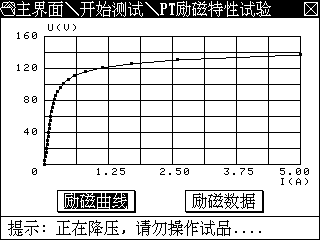 主界面\开始测试\PT励磁特性试验
U(V)
160
120
80
40
0
1.25 2.50 3.75 5.00
I(A)
励磁曲线 励磁数据
提示: 正在降压, 请勿操作试品....